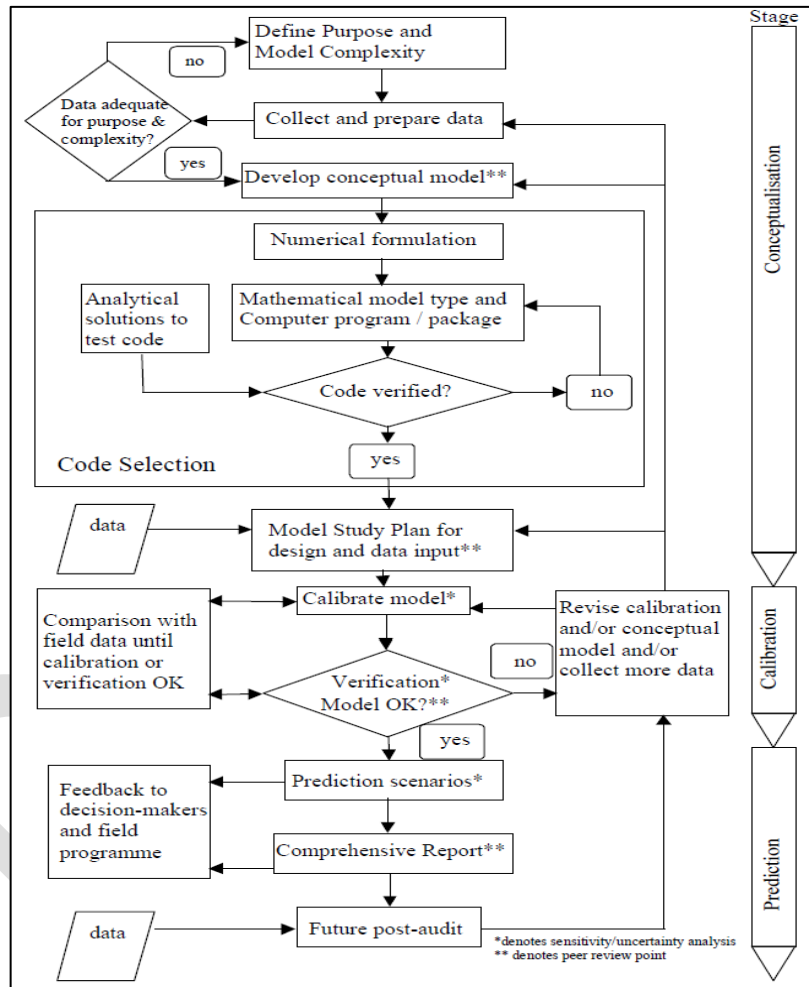 Stage
Define Purpose and
Model Complexity
no
Data adequate
for purpose &
complexity?
Collect and prepare data
yes
Develop conceptual model**
Conceptualisation
Numerical formulation
Analytical
solutions to
test code
Mathematical model type and
Computer program / package
Code verified?
no
yes
Code Selection
data
Model Study Plan for
design and data input**
Calibrate model*
Comparison with
field data until
calibration or
verification OK
Revise calibration
and/or conceptual
model and/or
collect more data
Calibration
no
Verification*
Model OK?**
yes
Prediction scenarios*
Feedback to
decision-makers
and field
programme
Comprehensive Report**
Prediction
data
Future post-audit
*denotes sensitivity/uncertainty analysis
** denotes peer review point